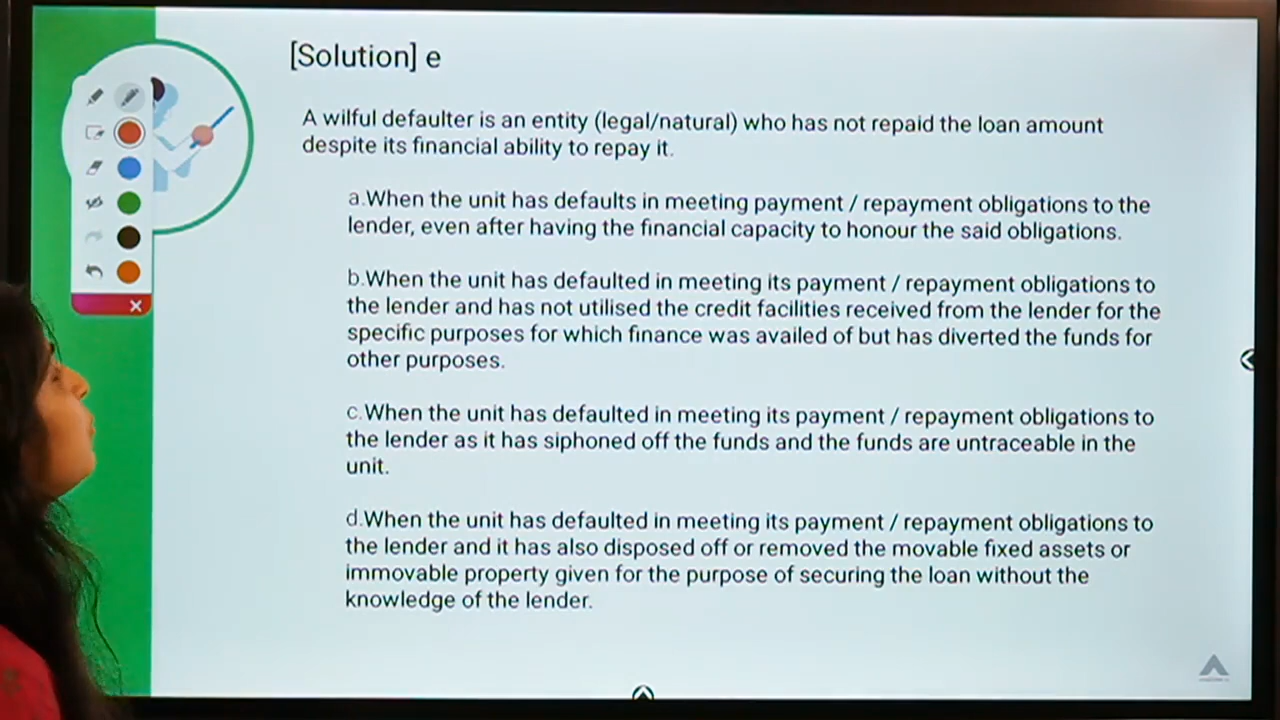 [Solution] e
A wilful defaulter is an entity (legal/natural) who has not repaid the loan amount
despite its financial ability to repay it.
a.When the unit has defaults in meeting payment / repayment obligations to the
lender, even after having the financial capacity to honour the said obligations.
b.When the unit has defaulted in meeting its payment / repayment obligations to
the lender and has not utilised the credit facilities received from the lender for the
specific purposes for which finance was availed of but has diverted the funds for
other purposes.
c.When the unit has defaulted in meeting its payment / repayment obligations to
the lender as it has siphoned off the funds and the funds are untraceable in the
unit.
d.When the unit has defaulted in meeting its payment / repayment obligations to
the lender and it has also disposed off or removed the movable fixed assets or
immovable property given for the purpose of securing the loan without the
knowledge of the lender.